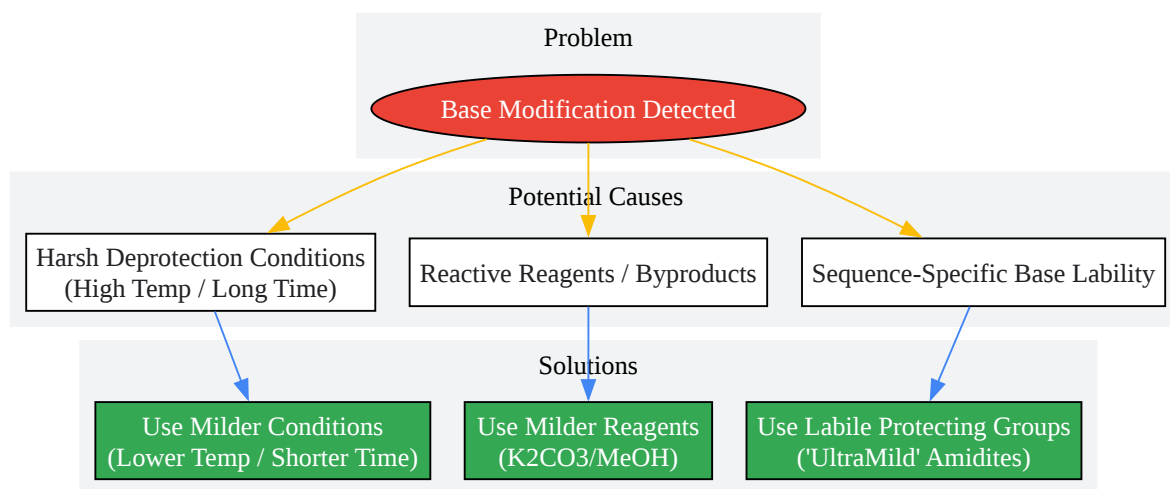 Problem
Base Modification Detected
Potential Causes
Harsh Deprotection Conditions
(High Temp / Long Time)
Reactive Reagents / Byproducts
Sequence-Specific Base Lability
Solutions
Use Milder Conditions
(Lower Temp / Shorter Time)
Use Milder Reagents
(K2CO3/MeOH)
Use Labile Protecting Groups
('UltraMild' Amidites)